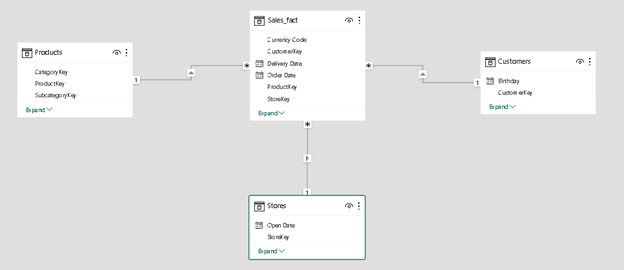 Sales_fact
Currency Code
CustomerKey
Delivery Date
Order Date
ProductKey
StoreKey
Expand
Products
CategoryKey
ProductKey
SubcategoryKey
Expand
Customers
Birthday
CustomerKey
Expand
1
*
*
1
*
1
Stores
Open Date
StoreKey
Expand